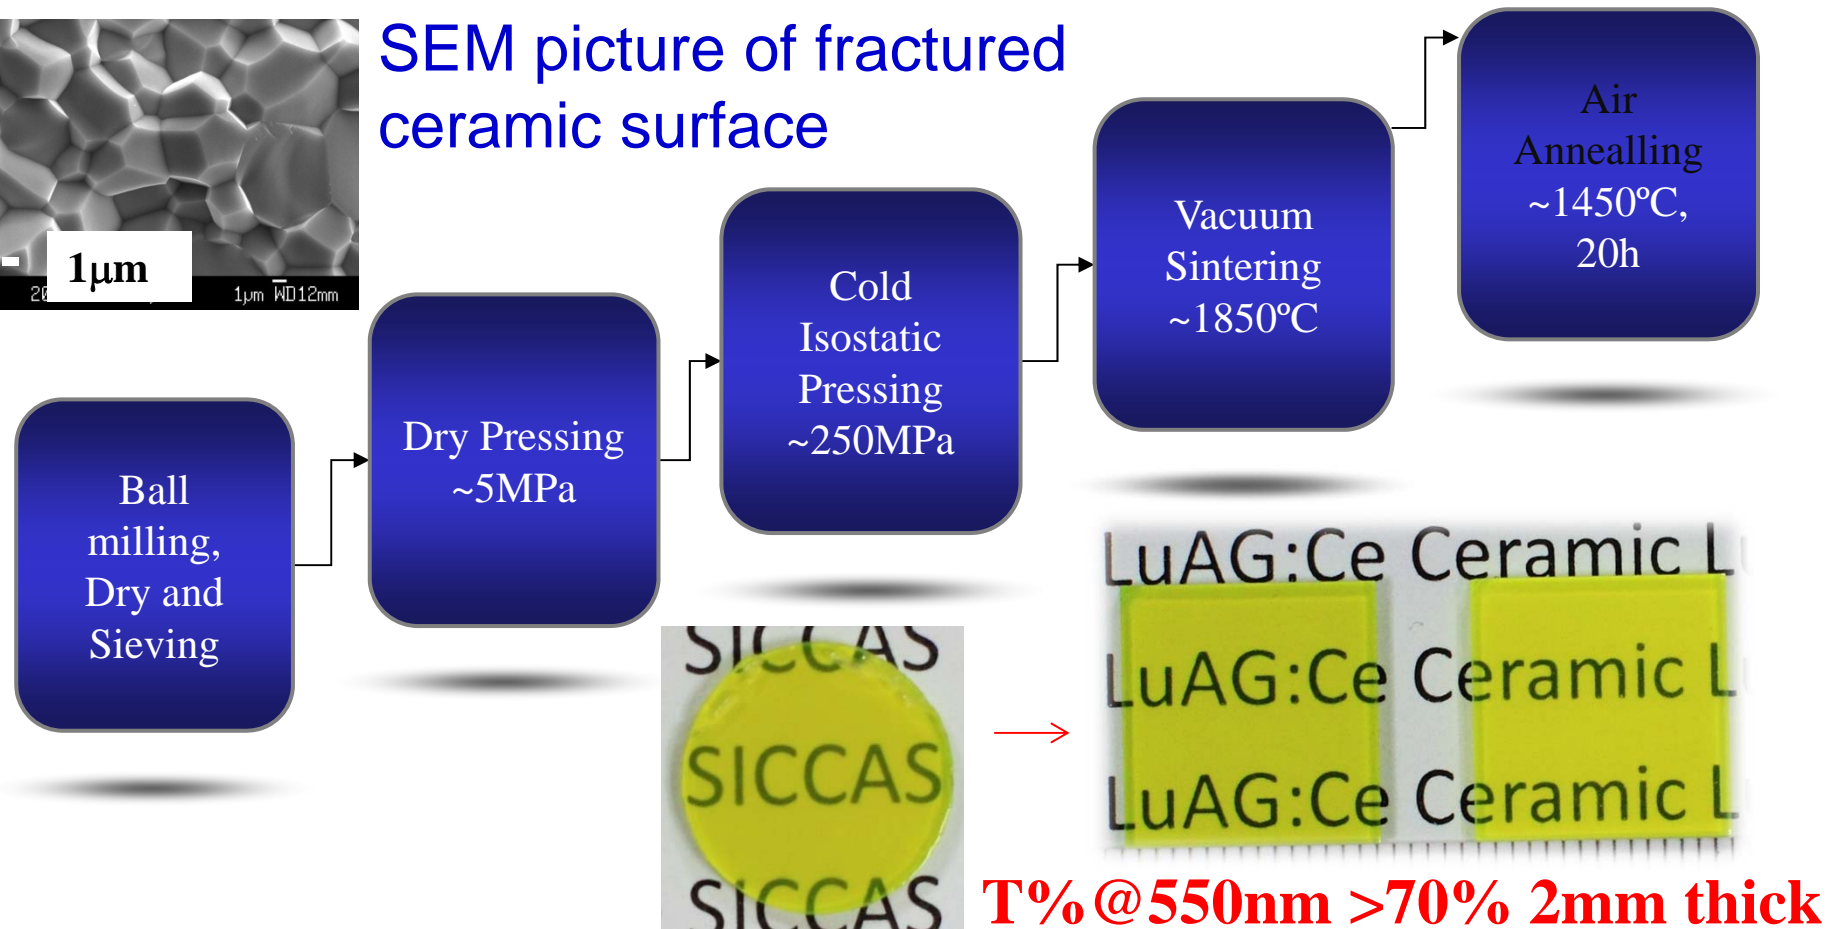 SEM picture of fractured
ceramic surface
1μm
1μm WD12mm
Ball
milling,
Dry and
Sieving
Dry Pressing
~5MPa
Cold
Isostatic
Pressing
~250MPa
Vacuum
Sintering
~1850ºC
Air
Annealling
~1450ºC,
20h
SICCAS
SICCAS
SICCAS
LuAG:Ce Ceramic L
LuAG:Ce Ceramic L
LuAG:Ce Ceramic L
T%@550nm >70% 2mm thick